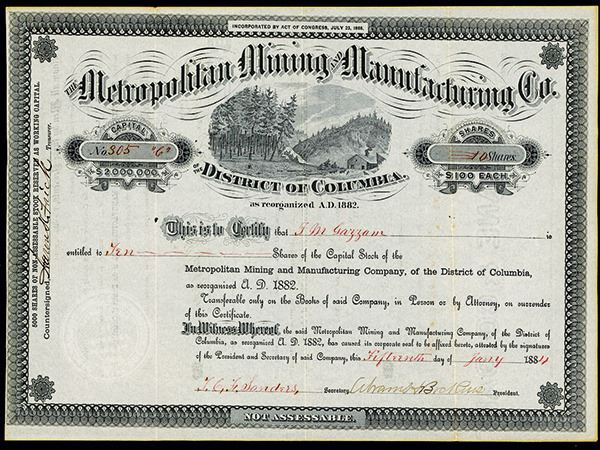 INCORPORATED BY ACT OF CONGRESS, JULY 20, 1868.
THE Metropolitan Mining AND Manufacturing Co.
CAPITAL
No. 305 "6"
$2000,000.
SHARES
10 Shares.
$100 EACH.
DISTRICT OF COLUMBIA.
as reorganized A.D. 1882.
This is to Certify that J M Gazzam is
entitled to Ten Shares of the Capital Stock of the
Metropolitan Mining and Manufacturing Company, of the District of Columbia,
as reorganized A. D. 1882.
Transferable only on the Books of said Company, in Person or by Attorney, on surrender
of this Certificate.
In Witness Whereof, the said Metropolitan Mining and Manufacturing Company, of the District of
Columbia, as reorganized A. D. 1882, has caused its corporate seal to be affixed hereto, attested by the signatures
of the President and Secretary of said Company, this Fifteenth day of Jany 1884
Sanders, Secretary. President.
NOT ASSESSABLE.
5000 SHARES OF NON-ASSESSABLE STOCK RESERVED AS WORKING CAPITAL.
Countersigned, Treasurer.